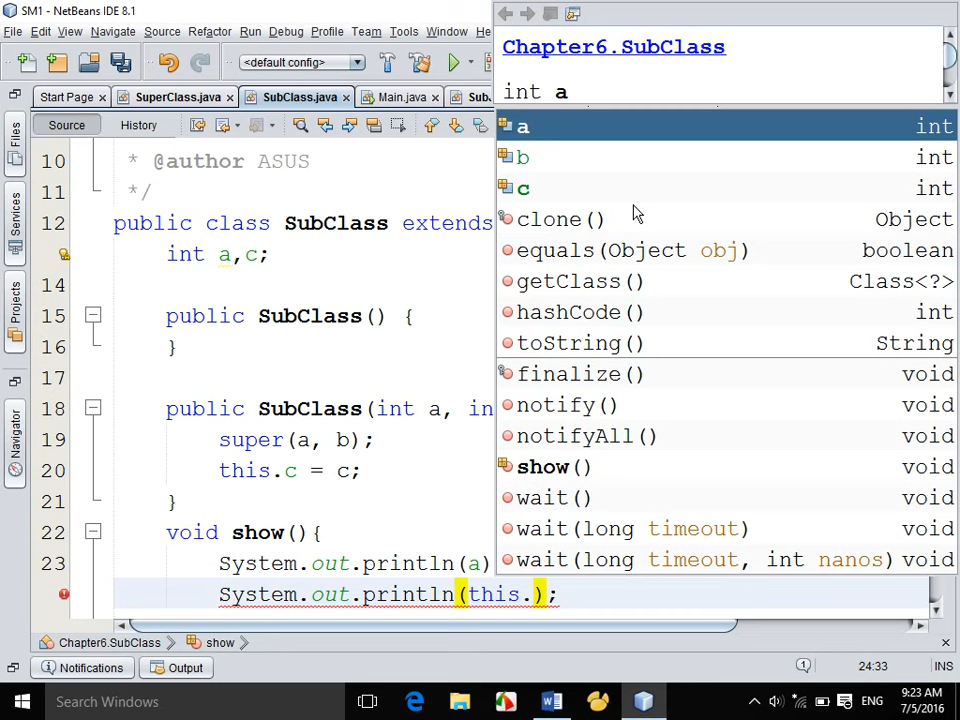 SM1 - NetBeans IDE 8.1
File Edit View Navigate Source Refactor Debug Profile Team Tools Window
<default config>
Chapter6.SubClass
int a
Start Page SuperClass.java SubClass.java Main.java
Source History
Files
Services
Projects
Navigator
10 * @author ASUS
11 */
12 public class SubClass extends
int a,c;
14
15 public SubClass() {
16 }
17
18 public SubClass(int a, in
19 super(a, b);
20 this.c = c;
21 }
22 void show(){
23 System.out.println(a)
System.out.println(this.);
a int
b int
c int
clone() Object
equals(Object obj) boolean
getClass() Class<?>
hashCode() int
toString() String
finalize() void
notify() void
notifyAll() void
show() void
wait() void
wait(long timeout) void
wait(long timeout, int nanos) void
Chapter6.SubClass show
Notifications Output 1 24:33 INS
Search Windows
ENG
9:23 AM
7/5/2016